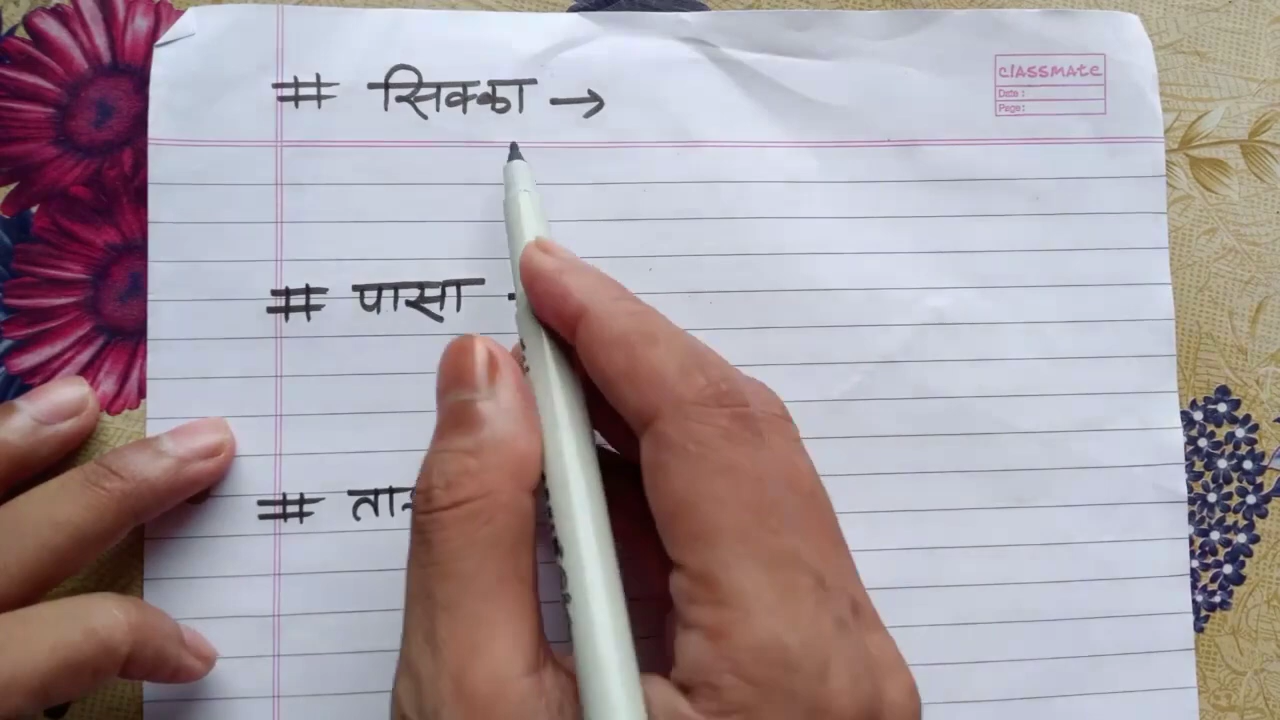 # सिक्का →
classmate
Date :
Page :
# पासा
#